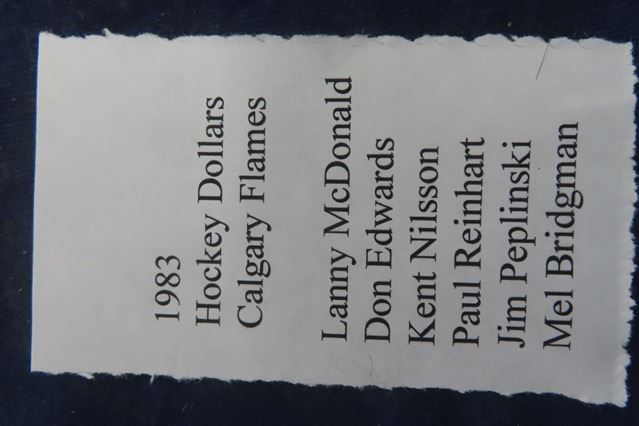 1983
Hockey Dollars
Calgary Flames
Lanny McDonald
Don Edwards
Kent Nilsson
Paul Reinhart
Jim Peplinski
Mel Bridgman